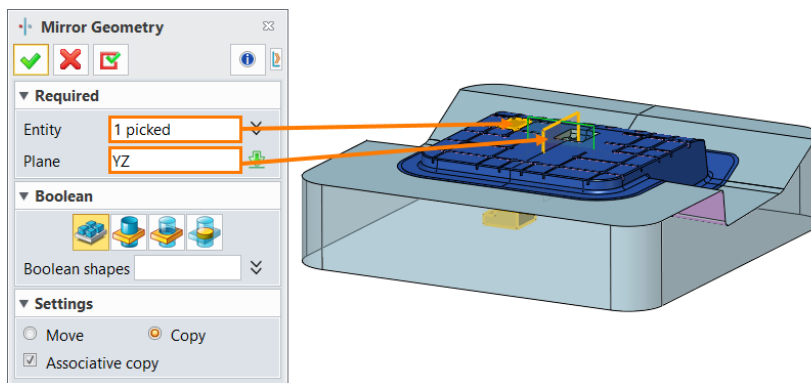 Mirror Geometry
Required
Entity 1 picked
Plane YZ
Boolean
Boolean shapes
Settings
Move Copy
Associative copy